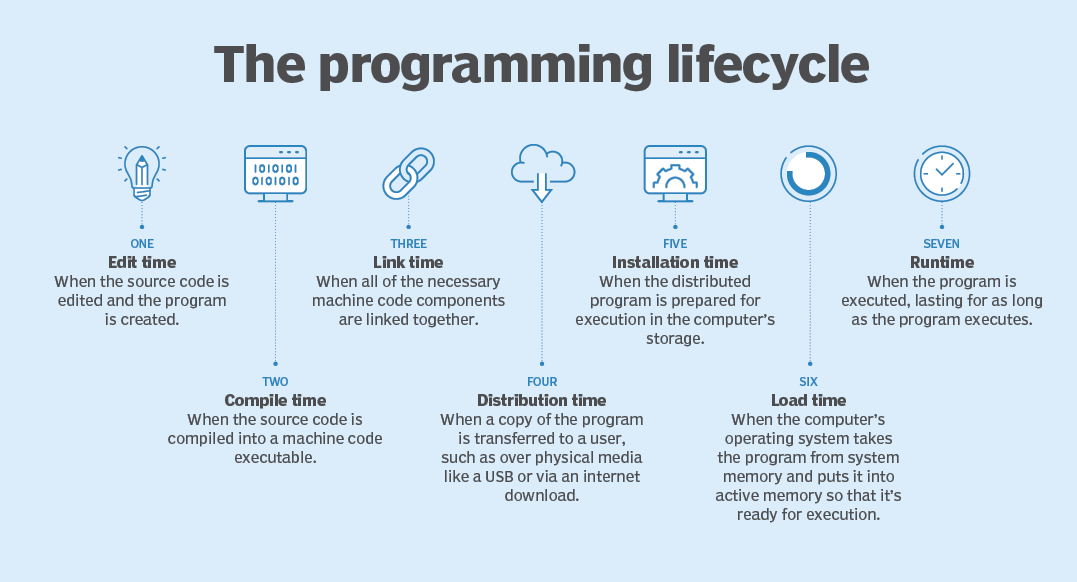 The programming lifecycle
1010101
0101010
ONE
Edit time
When the source code is
edited and the program
is created.
TWO
Compile time
When the source code is
compiled into a machine code
executable.
THREE
Link time
When all of the necessary
machine code components
are linked together.
FOUR
Distribution time
When a copy of the program
is transferred to a user,
such as over physical media
like a USB or via an internet
download.
FIVE
Installation time
When the distributed
program is prepared for
execution in the computer's
storage.
SIX
Load time
When the computer's
operating system takes
the program from system
memory and puts it into
active memory so that it's
ready for execution.
SEVEN
Runtime
When the program is
executed, lasting for as long
as the program executes.